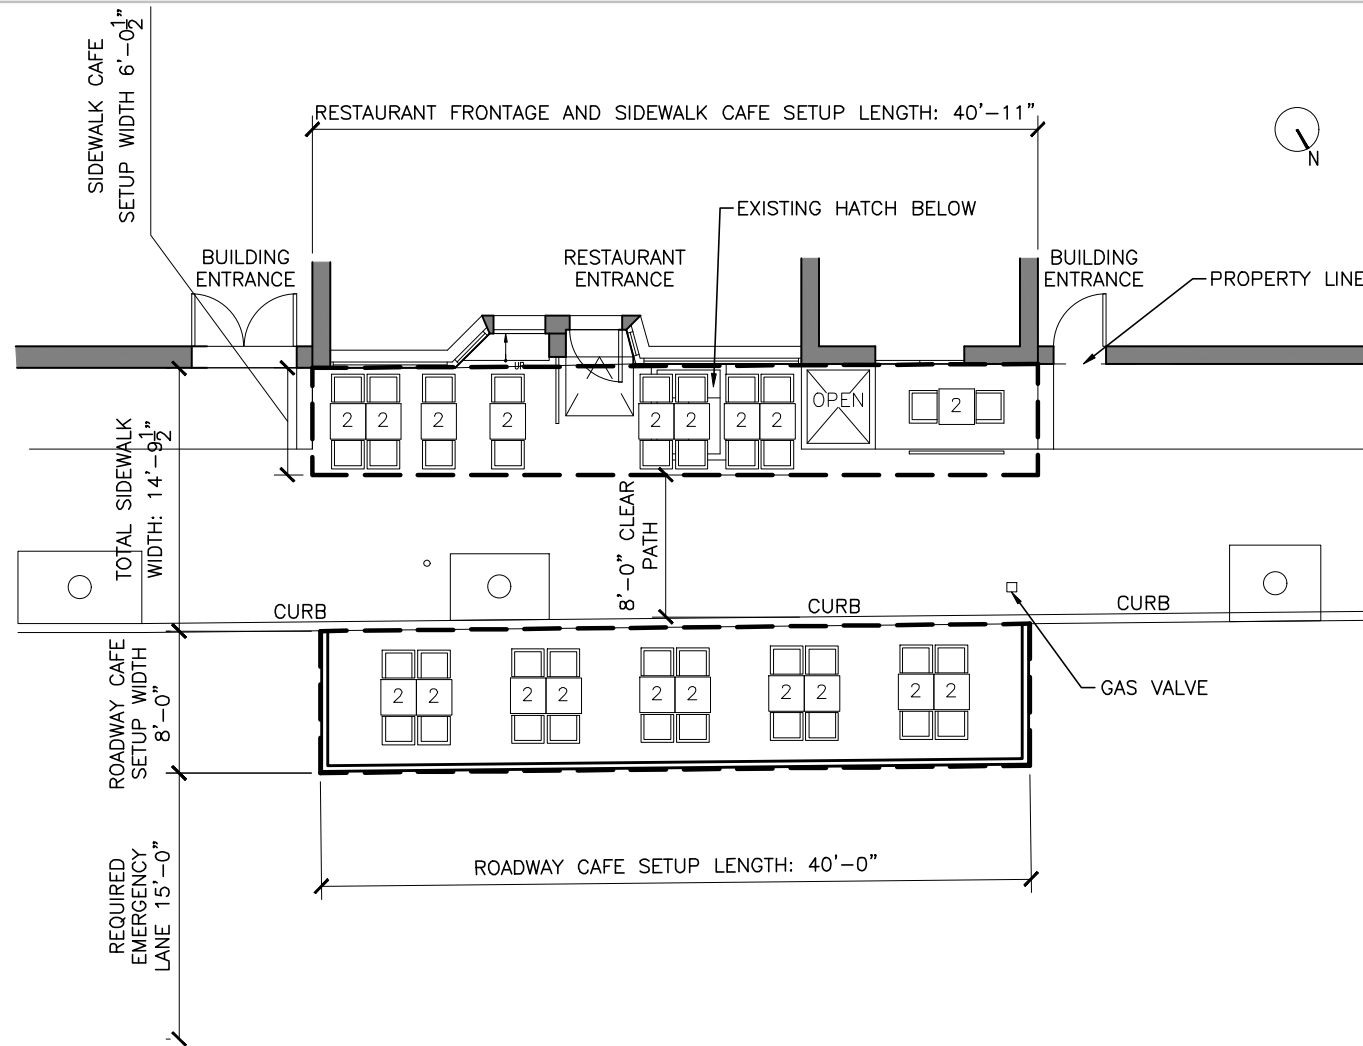 SIDEWALK CAFE
SETUP WIDTH 6'-0½"
RESTAURANT FRONTAGE AND SIDEWALK CAFE SETUP LENGTH: 40'-11"
N
EXISTING HATCH BELOW
BUILDING
ENTRANCE
RESTAURANT
ENTRANCE
BUILDING
ENTRANCE
PROPERTY LINE
UP
2 2 2 2 2 2 2 2
OPEN
2
TOTAL SIDEWALK
WIDTH: 14'-9½"
8'-0" CLEAR
PATH
CURB
CURB
CURB
GAS VALVE
ROADWAY CAFE
SETUP WIDTH
8'-0"
2 2 2 2 2 2 2 2 2 2
ROADWAY CAFE SETUP LENGTH: 40'-0"
REQUIRED
EMERGENCY
LANE 15'-0"